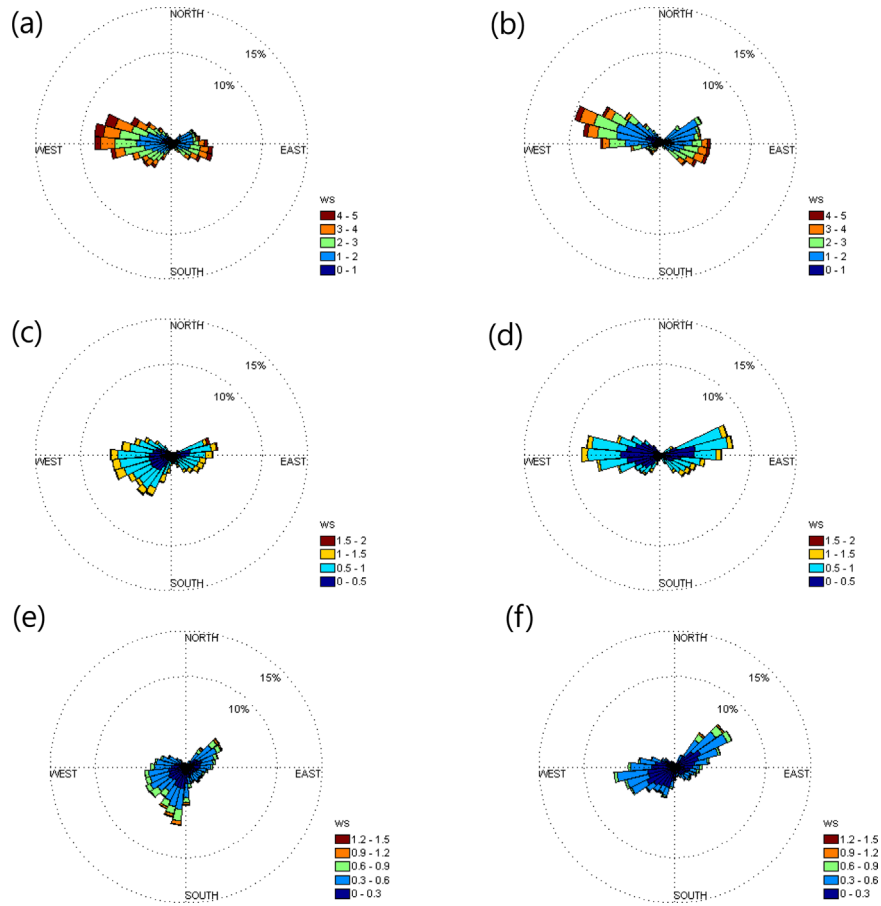 (a)
NORTH
15%
10%
WEST
EAST
SOUTH
ws
4 - 5
3 - 4
2 - 3
1 - 2
0 - 1
(b)
NORTH
15%
10%
WEST
EAST
SOUTH
ws
4 - 5
3 - 4
2 - 3
1 - 2
0 - 1
(c)
NORTH
15%
10%
WEST
EAST
SOUTH
ws
1.5 - 2
1 - 1.5
0.5 - 1
0 - 0.5
(d)
NORTH
15%
10%
WEST
EAST
SOUTH
ws
1.5 - 2
1 - 1.5
0.5 - 1
0 - 0.5
(e)
NORTH
15%
10%
WEST
EAST
SOUTH
ws
1.2 - 1.5
0.9 - 1.2
0.6 - 0.9
0.3 - 0.6
0 - 0.3
(f)
NORTH
15%
10%
WEST
EAST
SOUTH
ws
1.2 - 1.5
0.9 - 1.2
0.6 - 0.9
0.3 - 0.6
0 - 0.3